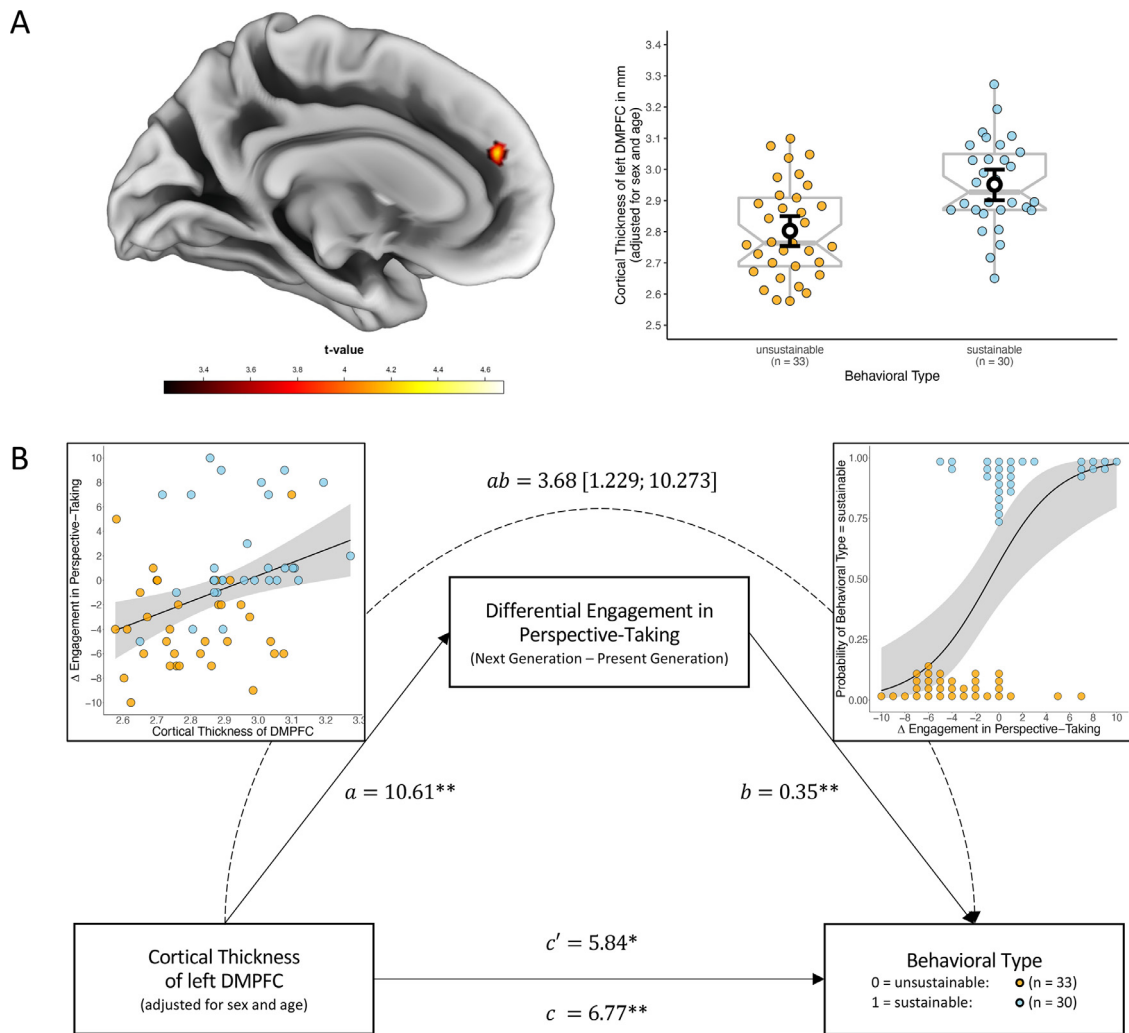 A
t-value
3.4 3.6 3.8 4 4.2 4.4 4.6
Cortical Thickness of left DMPFC in mm
(adjusted for sex and age)
3.4
3.3
3.2
3.1
3.0
2.9
2.8
2.7
2.6
2.5
unsustainable
(n = 33)
sustainable
(n = 30)
Behavioral Type
B
Δ Engagement in Perspective−Taking
10
8
6
4
2
0
−2
−4
−6
−8
−10
2.6 2.7 2.8 2.9 3.0 3.1 3.2 3.3
Cortical Thickness of DMPFC
ab = 3.68 [1.229; 10.273]
Probability of Behavioral Type = sustainable
1.00
0.75
0.50
0.25
0.00
−10 −8 −6 −4 −2 0 2 4 6 8 10
Δ Engagement in Perspective−Taking
Differential Engagement in
Perspective-Taking
(Next Generation – Present Generation)
a = 10.61**
b = 0.35**
Cortical Thickness
of left DMPFC
(adjusted for sex and age)
c′ = 5.84*
c = 6.77**
Behavioral Type
0 = unsustainable: (n = 33)
1 = sustainable: (n = 30)